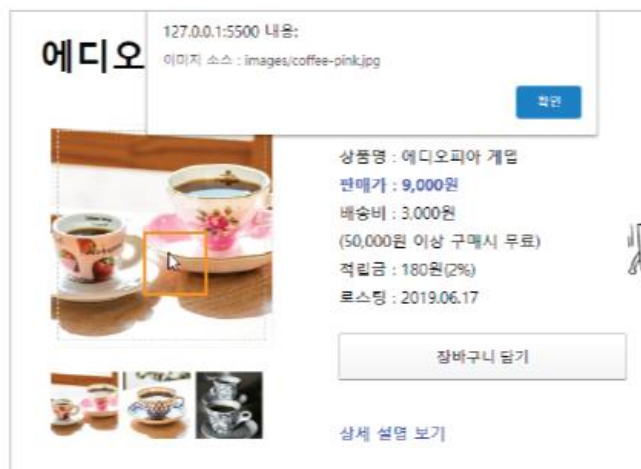 127.0.0.1:5500 내용:
이미지 소스 : images/coffee-pink.jpg
확인
에디오
상품명 : 에디오피아 게뎁
판매가 : 9,000원
배송비 : 3,000원
(50,000원 이상 구매시 무료)
적립금 : 180원(2%)
로스팅 : 2019.06.17
장바구니 담기
상세 설명 보기